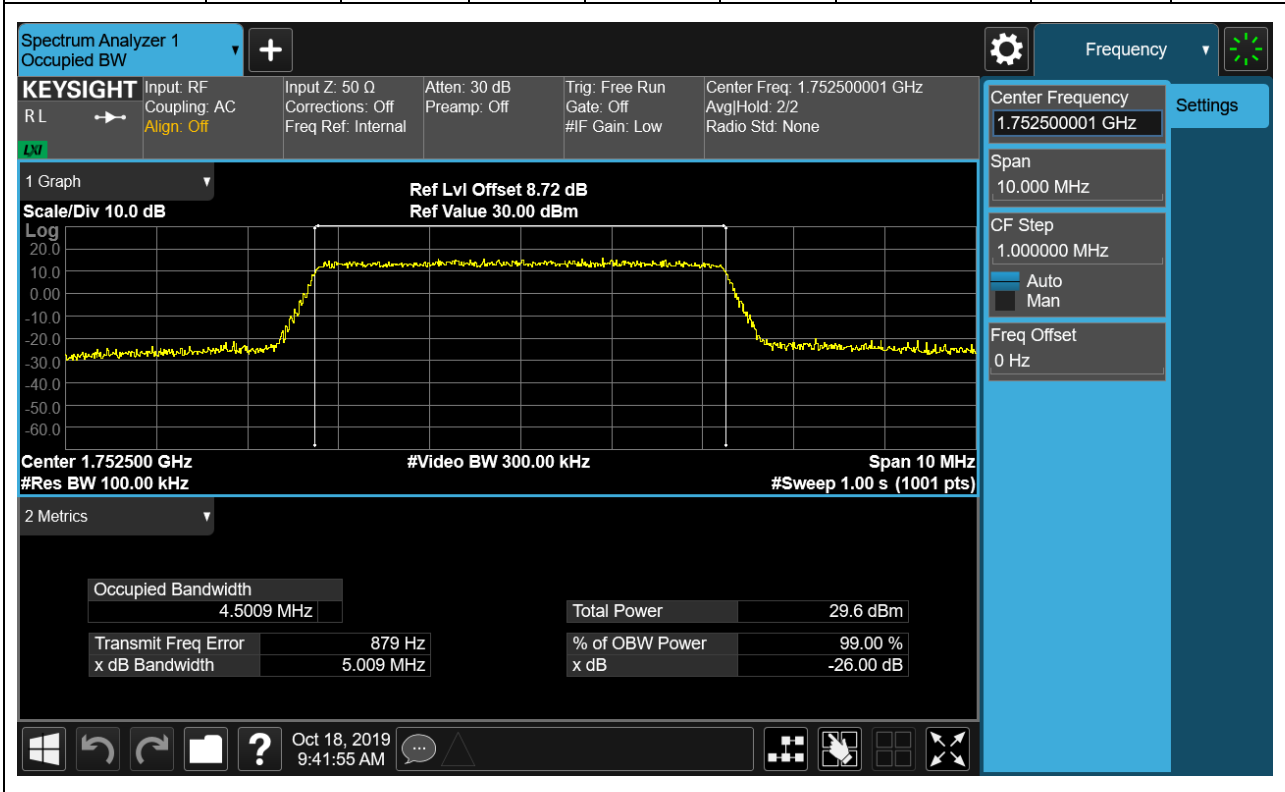 Spectrum Analyzer 1
Occupied BW
Frequency
KEYSIGHT
R L
LXI
Input: RF
Coupling: AC
Align: Off
Input Z: 50 Ω
Corrections: Off
Freq Ref: Internal
Atten: 30 dB
Preamp: Off
Trig: Free Run
Gate: Off
#IF Gain: Low
Center Freq: 1.752500001 GHz
Avg|Hold: 2/2
Radio Std: None
Center Frequency
1.752500001 GHz
Settings
Span
10.000 MHz
CF Step
1.000000 MHz
Auto
Man
Freq Offset
0 Hz
1 Graph
Ref Lvl Offset 8.72 dB
Scale/Div 10.0 dB
Ref Value 30.00 dBm
Log
20.0
10.0
0.00
-10.0
-20.0
-30.0
-40.0
-50.0
-60.0
Center 1.752500 GHz
#Video BW 300.00 kHz
Span 10 MHz
#Res BW 100.00 kHz
#Sweep 1.00 s (1001 pts)
2 Metrics
Occupied Bandwidth
4.5009 MHz
Total Power 29.6 dBm
Transmit Freq Error 879 Hz
% of OBW Power 99.00 %
x dB Bandwidth 5.009 MHz
x dB -26.00 dB
?
Oct 18, 2019
9:41:55 AM